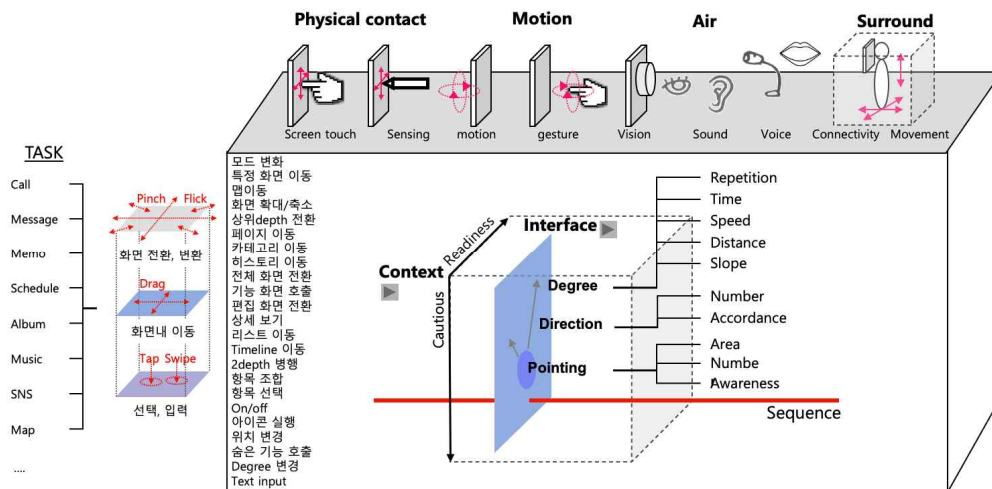 Physical contact
Motion
Air
Surround
Screen touch
Sensing
motion
gesture
Vision
Sound
Voice
Connectivity
Movement
TASK
Call
Message
Memo
Schedule
Album
Music
SNS
Map
....
Pinch
Flick
화면 전환, 변환
Drag
화면내 이동
Tap
Swipe
선택, 입력
모드 변화
특정 화면 이동
맵이동
화면 확대/축소
상위depth 전환
페이지 이동
카테고리 이동
히스토리 이동
전체 화면 전환
기능 화면 호출
편집 화면 전환
상세 보기
리스트 이동
Timeline 이동
2depth 병행
항목 조합
항목 선택
On/off
아이콘 실행
위치 변경
숨은 기능 호출
Degree 변경
Text input
Context
Readiness
Interface
Cautious
Degree
Direction
Pointing
Repetition
Time
Speed
Distance
Slope
Number
Accordance
Area
Numbe
Awareness
Sequence